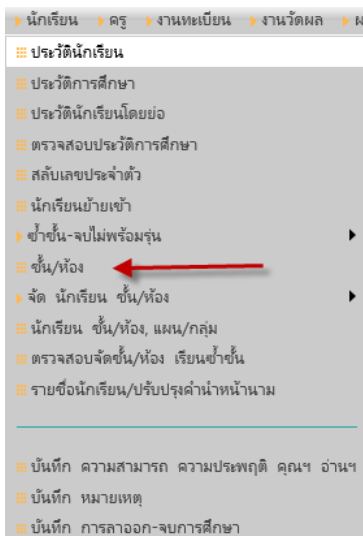 นักเรียน ครู งานทะเบียน งานวัดผล
ประวัตินักเรียน
ประวัติการศึกษา
ประวัตินักเรียนโดยย่อ
ตรวจสอบประวัติการศึกษา
สลับเลขประจำตัว
นักเรียนย้ายเข้า
ซ้ำชั้น-จบไม่พร้อมรุ่น
ชั้น/ห้อง
จัด นักเรียน ชั้น/ห้อง
นักเรียน ชั้น/ห้อง, แผน/กลุ่ม
ตรวจสอบจัดชั้น/ห้อง เรียนซ้ำชั้น
รายชื่อนักเรียน/ปรับปรุงคำนำหน้านาม
บันทึก ความสามารถ ความประพฤติ คุณฯ อ่านฯ
บันทึก หมายเหตุ
บันทึก การลาออก-จบการศึกษา